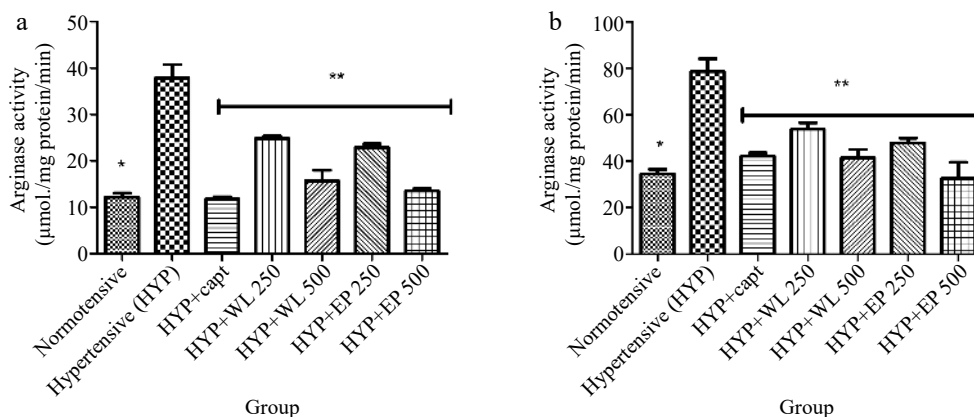 a
Arginase activity
(μmol./mg protein/min)
50
40
30
20
10
0
*
**
Normotensive
Hypertensive (HYP)
HYP+capt
HYP+WL 250
HYP+WL 500
HYP+EP 250
HYP+EP 500
Group
b
Arginase activity
(μmol./mg protein/min)
80
60
40
20
0
*
**
Normotensive
Hypertensive (HYP)
HYP+capt
HYP+WL 250
HYP+WL 500
HYP+EP 250
HYP+EP 500
Group